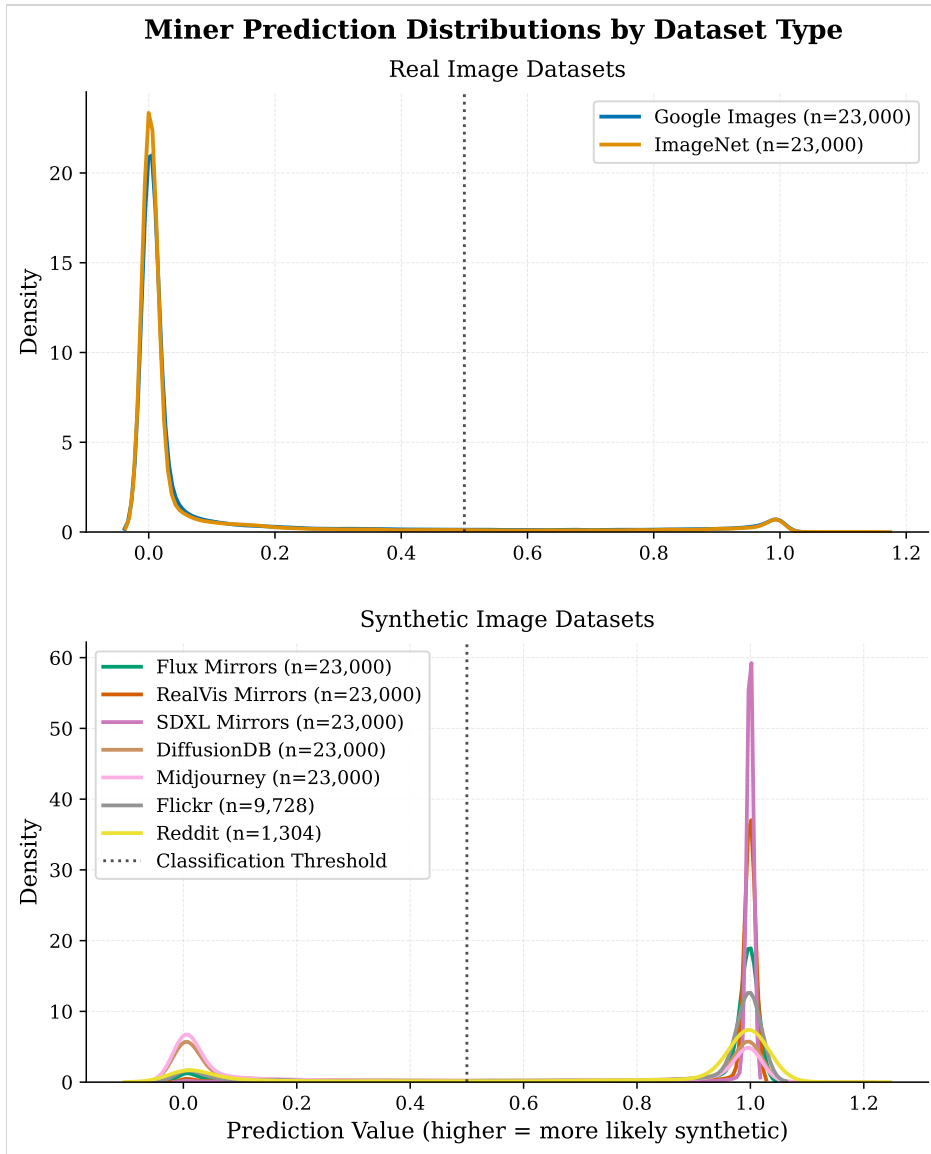 Miner Prediction Distributions by Dataset Type
Real Image Datasets
Google Images (n=23,000)
ImageNet (n=23,000)
Density
20
15
10
5
0
0.0 0.2 0.4 0.6 0.8 1.0 1.2
Synthetic Image Datasets
Flux Mirrors (n=23,000)
RealVis Mirrors (n=23,000)
SDXL Mirrors (n=23,000)
DiffusionDB (n=23,000)
Midjourney (n=23,000)
Flickr (n=9,728)
Reddit (n=1,304)
Classification Threshold
Density
60
50
40
30
20
10
0
0.0 0.2 0.4 0.6 0.8 1.0 1.2
Prediction Value (higher = more likely synthetic)